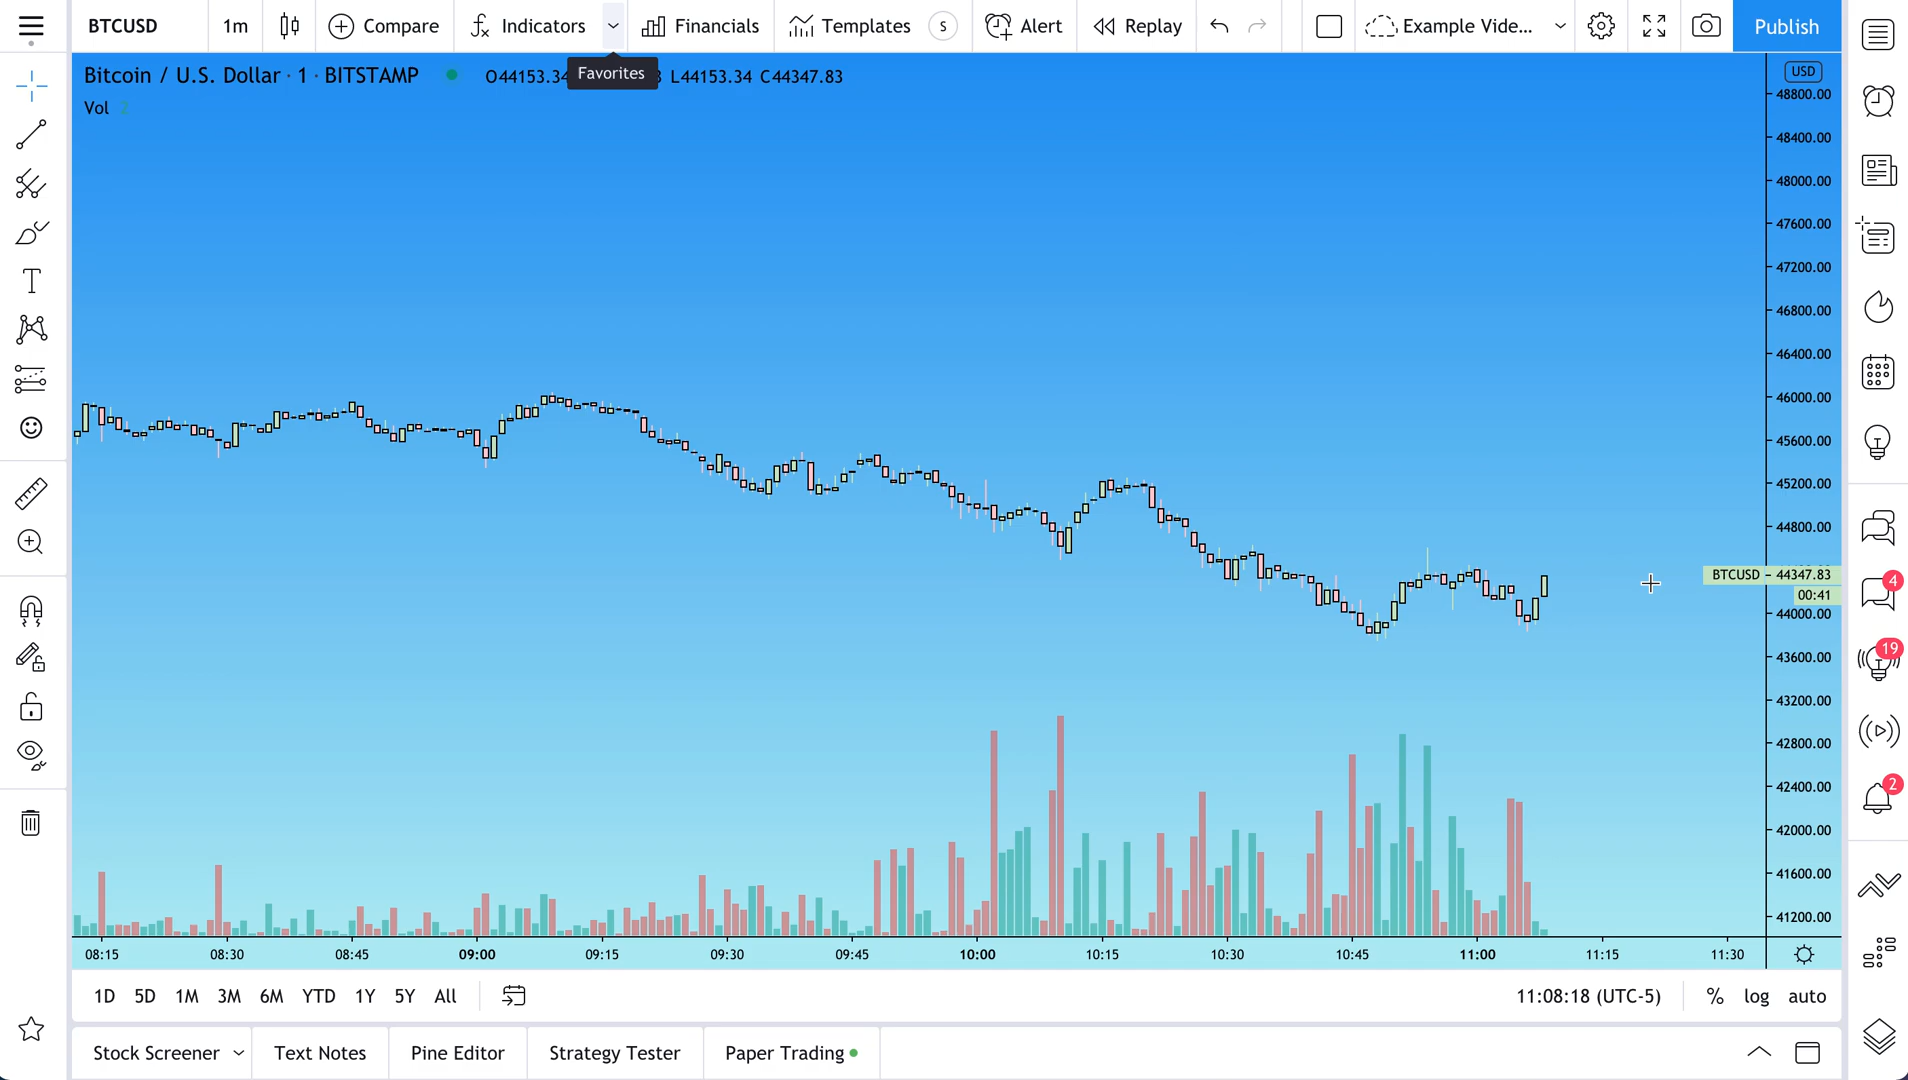 BTCUSD
1m
Compare
Indicators
Financials
Templates
S
Alert
Replay
Example Vide...
Publish
Bitcoin / U.S. Dollar · 1 · BITSTAMP
O44153.34
L44153.34 C44347.83
Favorites
Vol 2
USD
48800.00
48400.00
48000.00
47600.00
47200.00
46800.00
46400.00
46000.00
45600.00
45200.00
44800.00
BTCUSD 44347.83
00:41
44000.00
43600.00
43200.00
42800.00
42400.00
42000.00
41600.00
41200.00
4
19
2
08:15 08:30 08:45 09:00 09:15 09:30 09:45 10:00 10:15 10:30 10:45 11:00 11:15 11:30
1D 5D 1M 3M 6M YTD 1Y 5Y All
11:08:18 (UTC-5) % log auto
Stock Screener
Text Notes
Pine Editor
Strategy Tester
Paper Trading